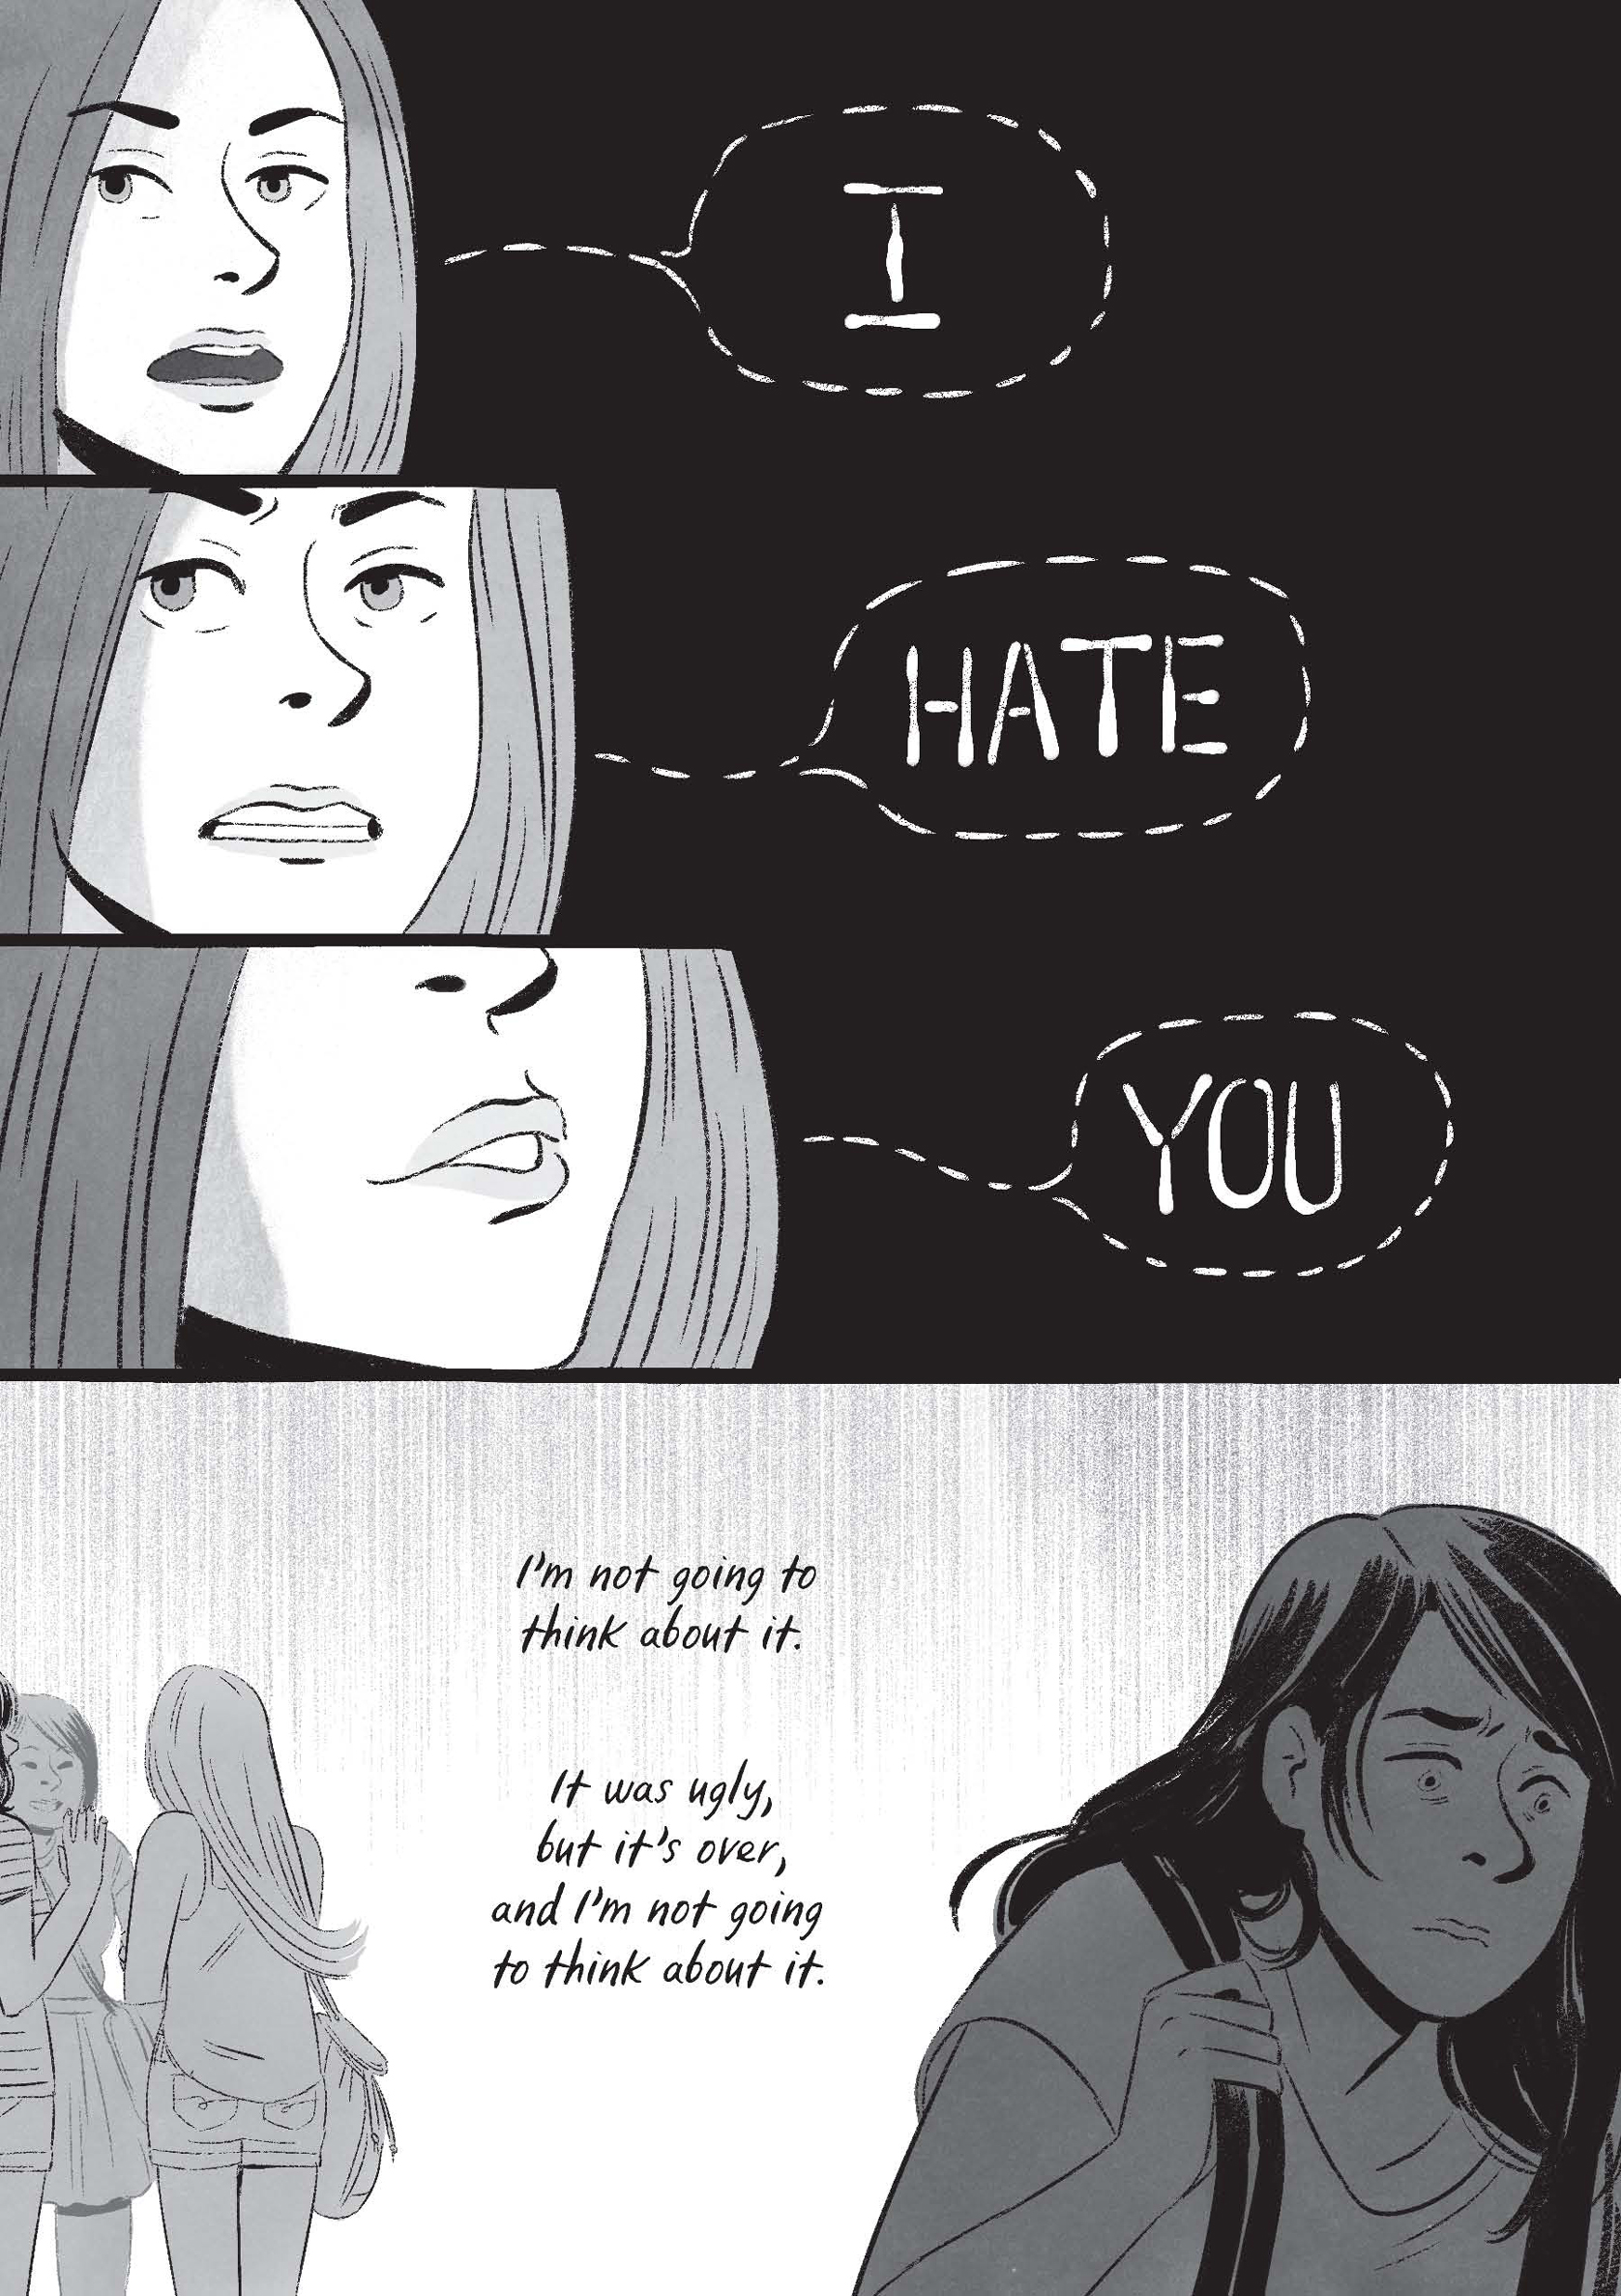 I
HATE
YOU
I'm not going to
think about it.
It was ugly,
but it's over,
and I'm not going
to think about it.